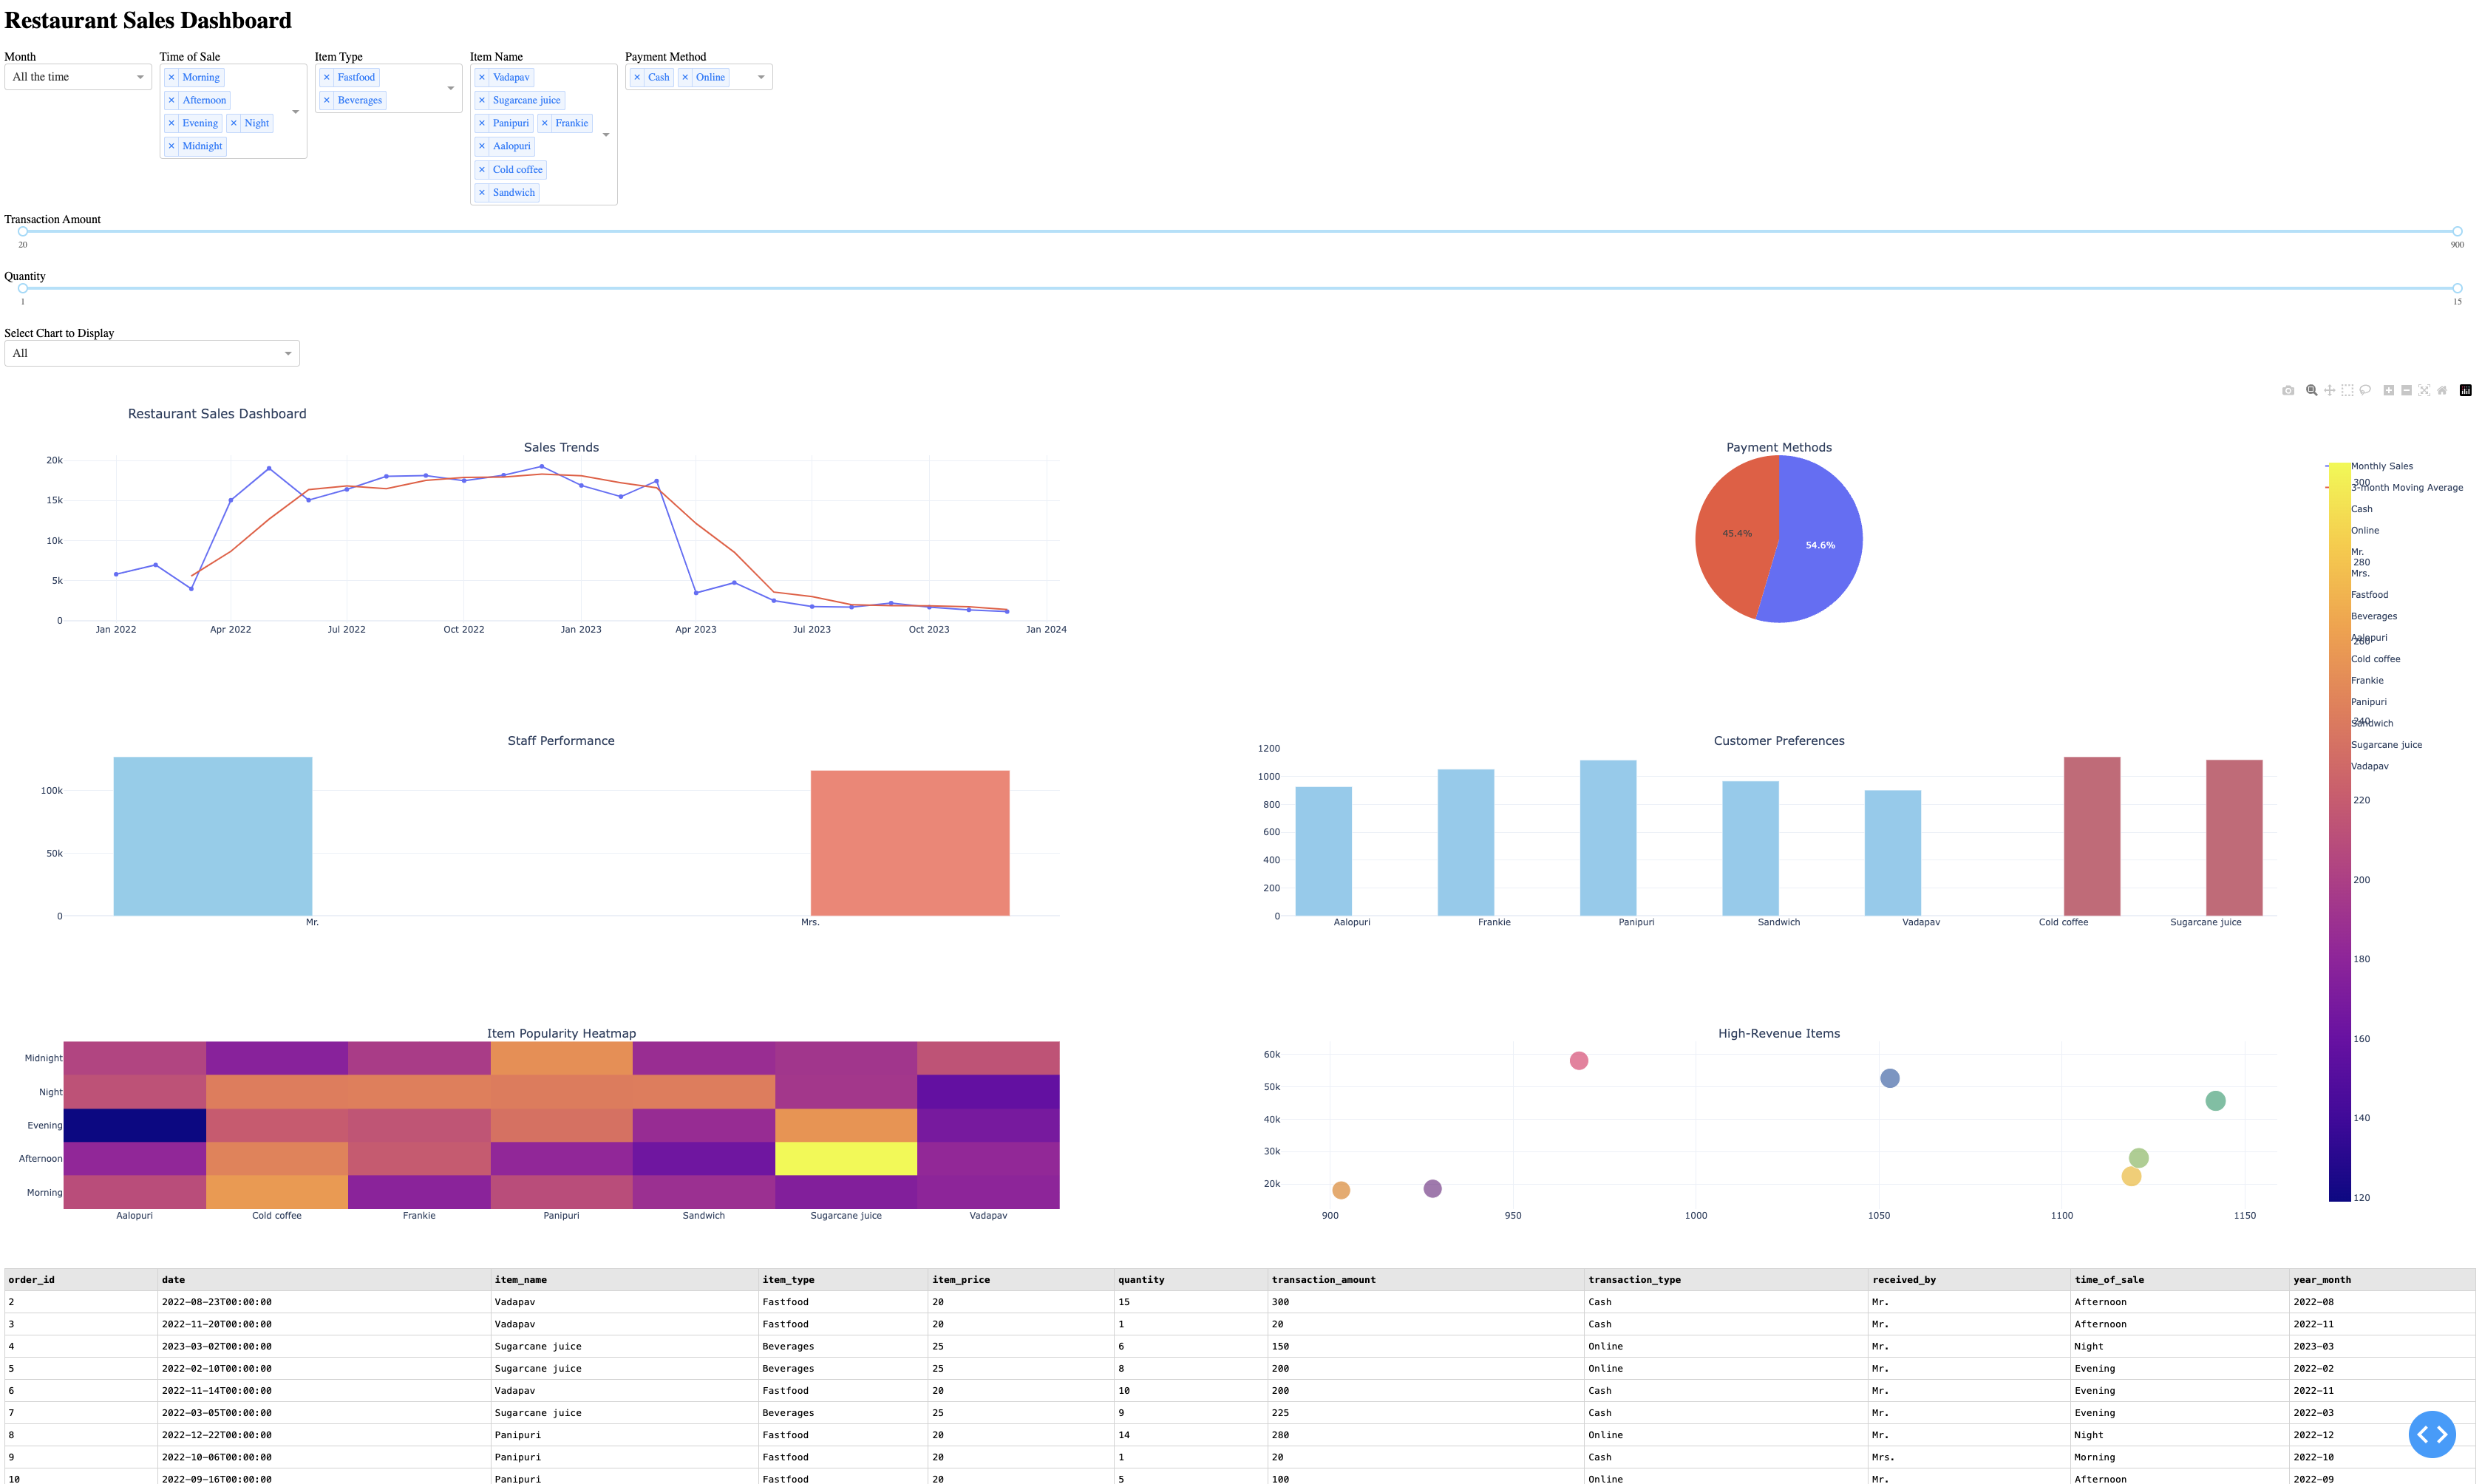 Restaurant Sales Dashboard
Month Time of Sale Item Type Item Name Payment Method
All the time
× Morning
× Afternoon
× Evening × Night
× Midnight
× Fastfood
× Beverages
× Vadapav
× Sugarcane juice
× Panipuri × Frankie
× Aalopuri
× Cold coffee
× Sandwich
× Cash × Online
Transaction Amount
20 900
Quantity
1 15
Select Chart to Display
All
Restaurant Sales Dashboard
Sales Trends
20k
15k
10k
5k
0
Jan 2022 Apr 2022 Jul 2022 Oct 2022 Jan 2023 Apr 2023 Jul 2023 Oct 2023 Jan 2024
Payment Methods
45.4%
54.6%
Monthly Sales
3-month Moving Average
Cash
Online
Mr.
Mrs.
Fastfood
Beverages
Aalopuri
Cold coffee
Frankie
Panipuri
Sandwich
Sugarcane juice
Vadapav
300
280
260
240
220
200
180
160
140
120
Staff Performance
100k
50k
0
Mr. Mrs.
Customer Preferences
1200
1000
800
600
400
200
0
Aalopuri Frankie Panipuri Sandwich Vadapav Cold coffee Sugarcane juice
Item Popularity Heatmap
Midnight
Night
Evening
Afternoon
Morning
Aalopuri Cold coffee Frankie Panipuri Sandwich Sugarcane juice Vadapav
High-Revenue Items
60k
50k
40k
30k
20k
900 950 1000 1050 1100 1150
order_id date item_name item_type item_price quantity transaction_amount transaction_type received_by time_of_sale year_month
2 2022-08-23T00:00:00 Vadapav Fastfood 20 15 300 Cash Mr. Afternoon 2022-08
3 2022-11-20T00:00:00 Vadapav Fastfood 20 1 20 Cash Mr. Afternoon 2022-11
4 2023-03-02T00:00:00 Sugarcane juice Beverages 25 6 150 Online Mr. Night 2023-03
5 2022-02-10T00:00:00 Sugarcane juice Beverages 25 8 200 Online Mr. Evening 2022-02
6 2022-11-14T00:00:00 Vadapav Fastfood 20 10 200 Cash Mr. Evening 2022-11
7 2022-03-05T00:00:00 Sugarcane juice Beverages 25 9 225 Cash Mr. Evening 2022-03
8 2022-12-22T00:00:00 Panipuri Fastfood 20 14 280 Online Mr. Night 2022-12
9 2022-10-06T00:00:00 Panipuri Fastfood 20 1 20 Cash Mrs. Morning 2022-10
10 2022-09-16T00:00:00 Panipuri Fastfood 20 5 100 Online Mr. Afternoon 2022-09